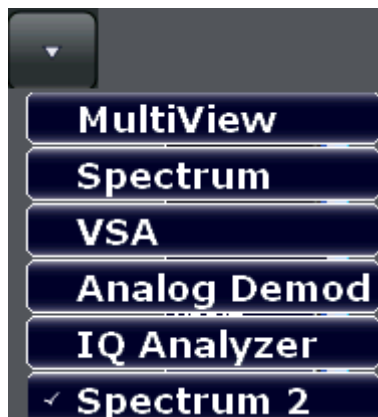 MultiView
Spectrum
VSA
Analog Demod
IQ Analyzer
Spectrum 2